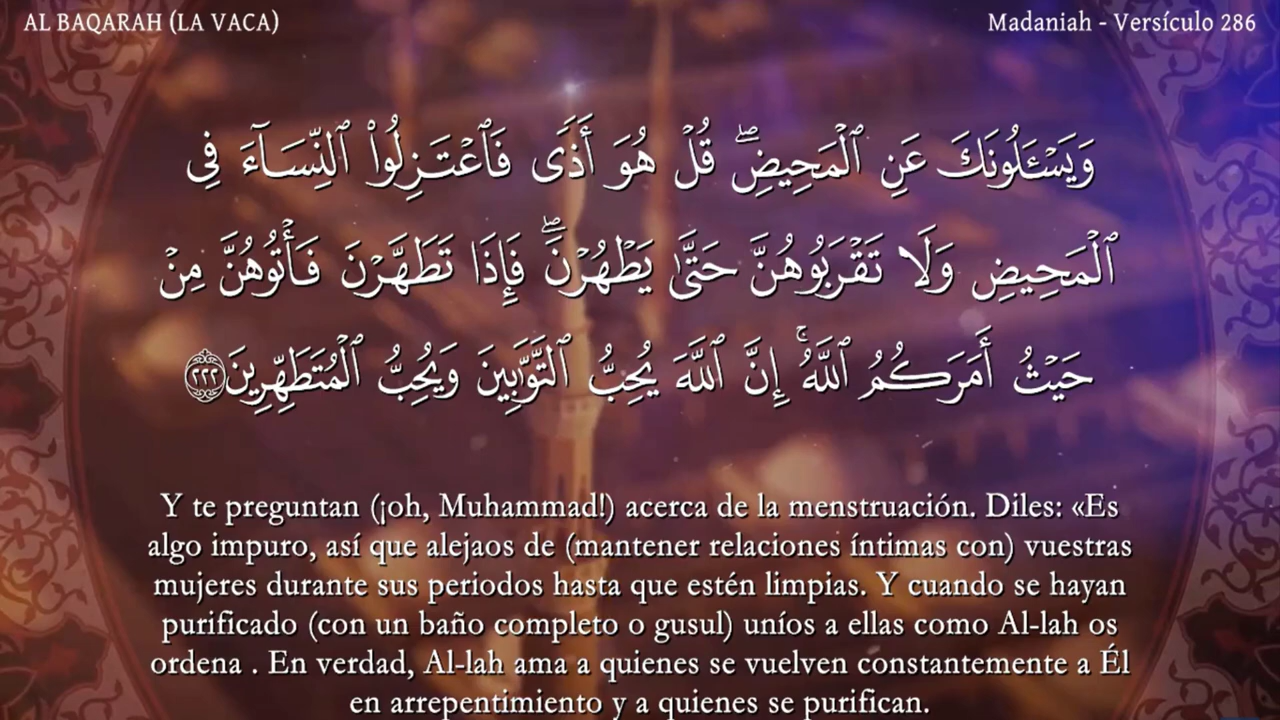 AL BAQARAH (LA VACA)
Madaniah - Versículo 286
وَيَسْـَٔلُونَكَ عَنِ ٱلْمَحِيضِ ۖ قُلْ هُوَ أَذًى فَٱعْتَزِلُوا۟ ٱلنِّسَآءَ فِى
ٱلْمَحِيضِ وَلَا تَقْرَبُوهُنَّ حَتَّىٰ يَطْهُرْنَ ۖ فَإِذَا تَطَهَّرْنَ فَأْتُوهُنَّ مِنْ
حَيْثُ أَمَرَكُمُ ٱللَّهُ ۚ إِنَّ ٱللَّهَ يُحِبُّ ٱلتَّوَّٰبِينَ وَيُحِبُّ ٱلْمُتَطَهِّرِينَ ٢٢٢
Y te preguntan (¡oh, Muhammad!) acerca de la menstruación. Diles: «Es
algo impuro, así que alejaos de (mantener relaciones íntimas con) vuestras
mujeres durante sus periodos hasta que estén limpias. Y cuando se hayan
purificado (con un baño completo o gusul) uníos a ellas como Al-lah os
ordena . En verdad, Al-lah ama a quienes se vuelven constantemente a Él
en arrepentimiento y a quienes se purifican.